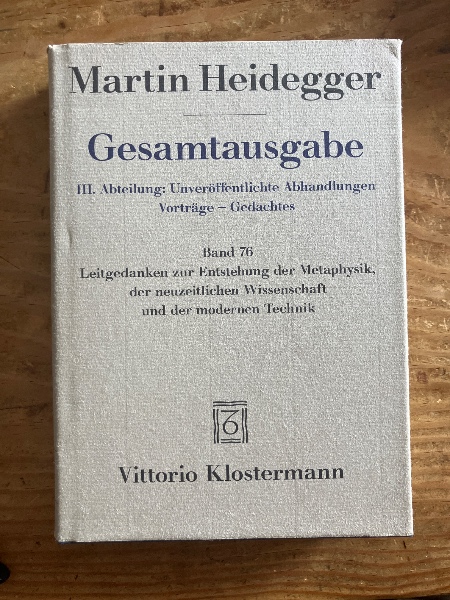 Martin Heidegger
Gesamtausgabe
III. Abteilung: Unveröffentlichte Abhandlungen
Vorträge – Gedachtes
Band 76
Leitgedanken zur Entstehung der Metaphysik,
der neuzeitlichen Wissenschaft
und der modernen Technik
Vittorio Klostermann